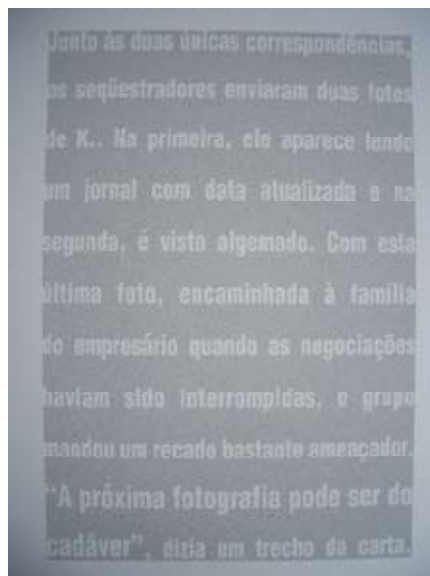 Junto às duas únicas correspondências,
os seqüestradores enviaram duas fotos
de K.. Na primeira, ele aparece lendo
um jornal com data atualizada e na
segunda, é visto algemado. Com esta
última foto, encaminhada à família
do empresário quando as negociações
haviam sido interrompidas, o grupo
mandou um recado bastante ameaçador.
"A próxima fotografia pode ser do
cadáver", dizia em trecho da carta.